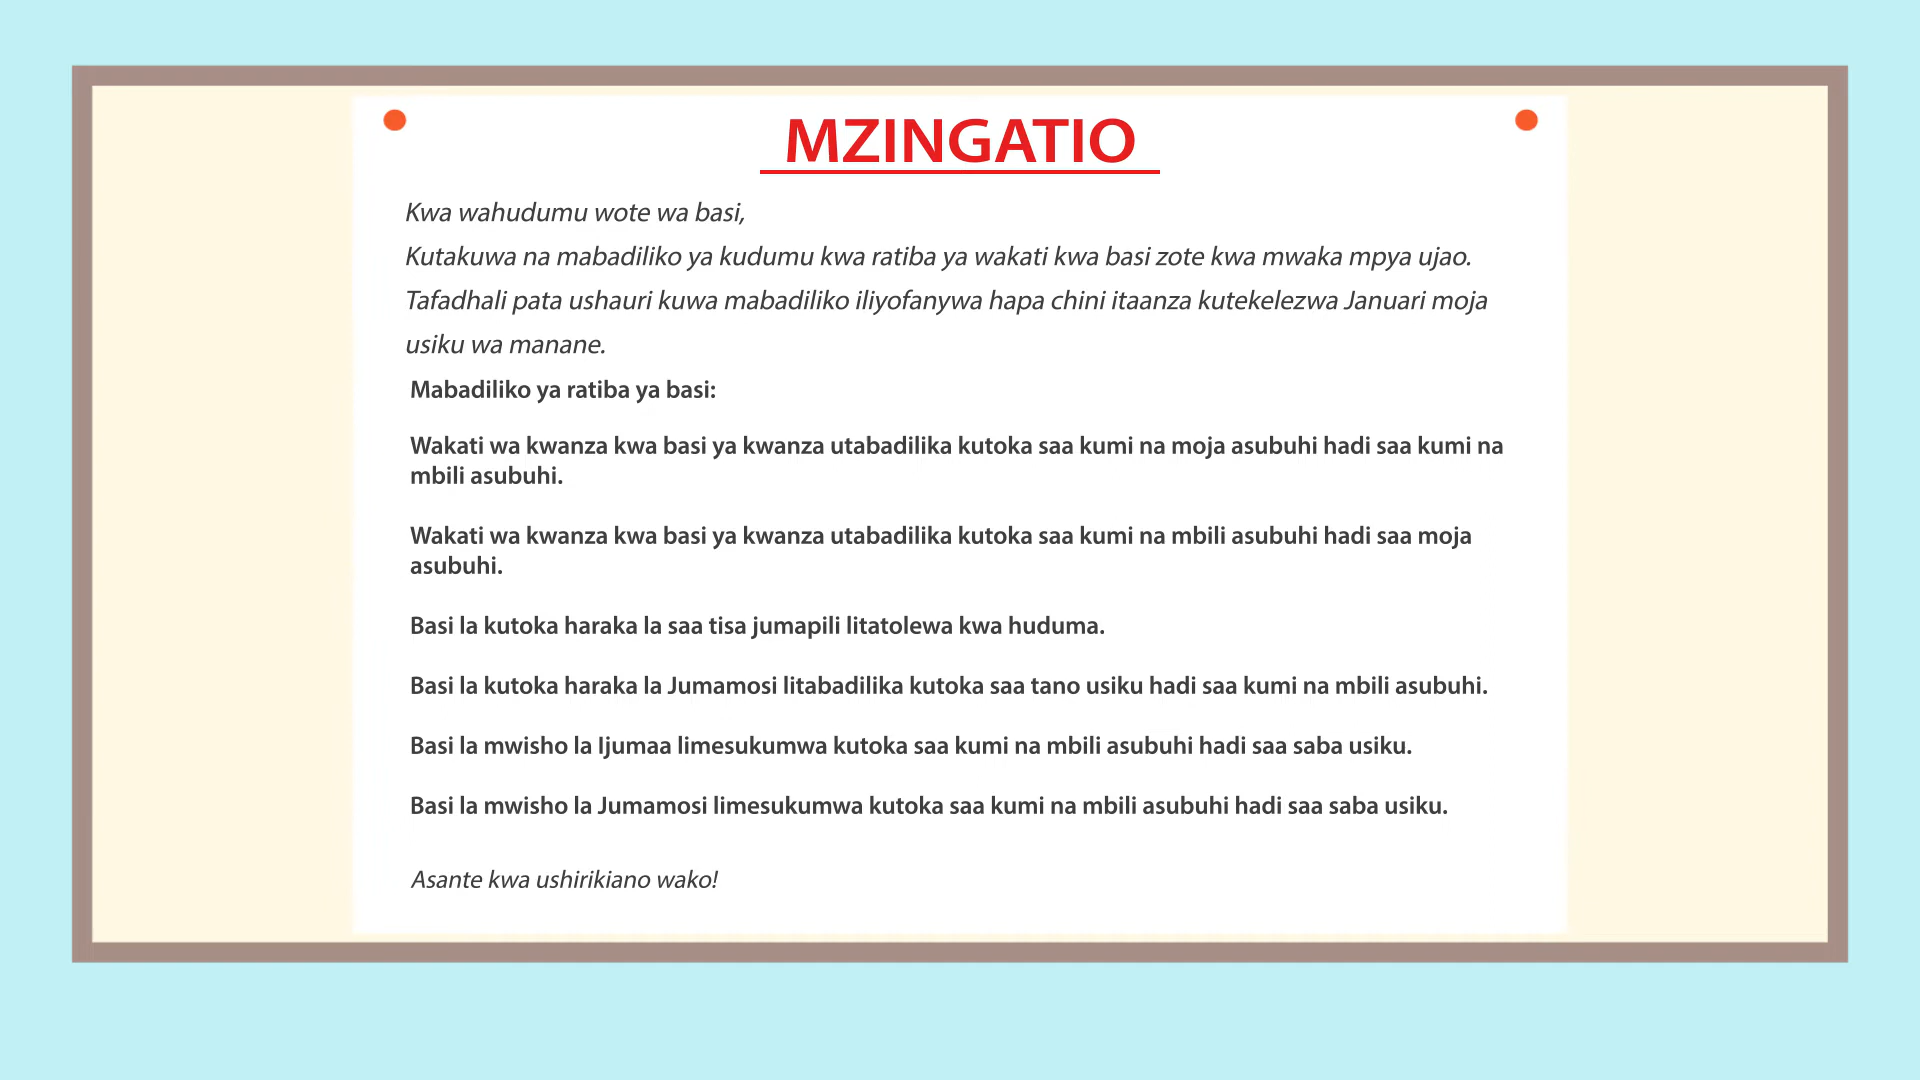 MZINGATIO
Kwa wahudumu wote wa basi,
Kutakuwa na mabadiliko ya kudumu kwa ratiba ya wakati kwa basi zote kwa mwaka mpya ujao.
Tafadhali pata ushauri kuwa mabadiliko iliyofanywa hapa chini itaanza kutekelezwa Januari moja
usiku wa manane.
Mabadiliko ya ratiba ya basi:
Wakati wa kwanza kwa basi ya kwanza utabadilika kutoka saa kumi na moja asubuhi hadi saa kumi na
mbili asubuhi.
Wakati wa kwanza kwa basi ya kwanza utabadilika kutoka saa kumi na mbili asubuhi hadi saa moja
asubuhi.
Basi la kutoka haraka la saa tisa jumapili litatolewa kwa huduma.
Basi la kutoka haraka la Jumamosi litabadilika kutoka saa tano usiku hadi saa kumi na mbili asubuhi.
Basi la mwisho la Ijumaa limesukumwa kutoka saa kumi na mbili asubuhi hadi saa saba usiku.
Basi la mwisho la Jumamosi limesukumwa kutoka saa kumi na mbili asubuhi hadi saa saba usiku.
Asante kwa ushirikiano wako!